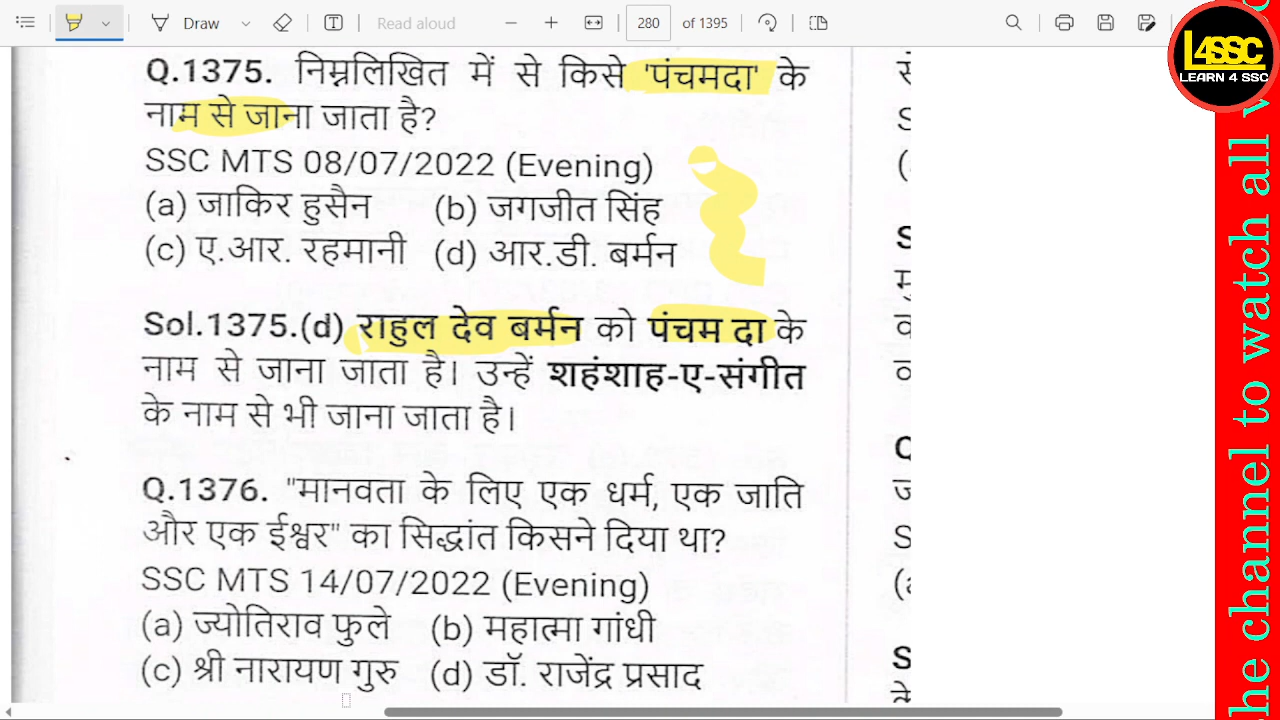 Draw
Read aloud
280 of 1395
L4SSC
LEARN 4 SSC
Q.1375. निम्नलिखित में से किसे 'पंचमदा' के
नाम से जाना जाता है?
SSC MTS 08/07/2022 (Evening)
(a) जाकिर हुसैन (b) जगजीत सिंह
(c) ए.आर. रहमानी (d) आर.डी. बर्मन
Sol.1375.(d) राहुल देव बर्मन को पंचम दा के
नाम से जाना जाता है। उन्हें शहंशाह-ए-संगीत
के नाम से भी जाना जाता है।
Q.1376. "मानवता के लिए एक धर्म, एक जाति
और एक ईश्वर" का सिद्धांत किसने दिया था?
SSC MTS 14/07/2022 (Evening)
(a) ज्योतिराव फुले (b) महात्मा गांधी
(c) श्री नारायण गुरु (d) डॉ. राजेंद्र प्रसाद
he channel to watch all